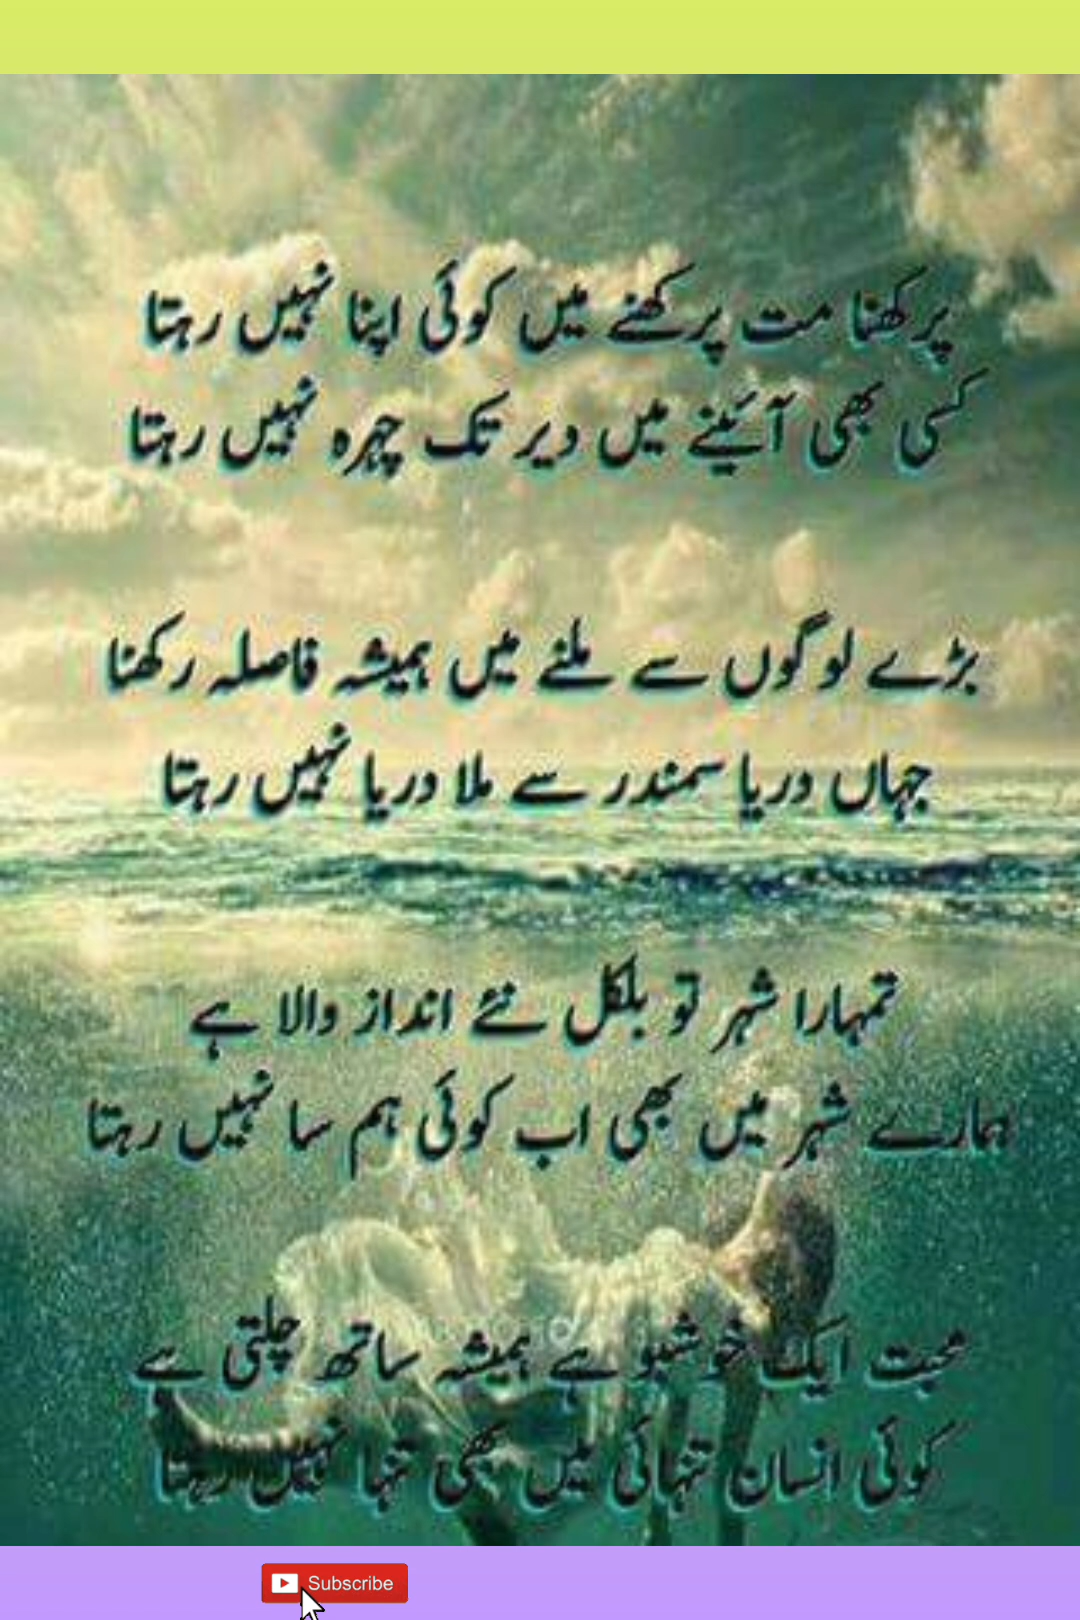 پرکھنا مت پرکھنے میں کوئی اپنا نہیں رہتا
کسی بھی آئینے میں دیر تک چہرہ نہیں رہتا
بڑے لوگوں سے ملنے میں ہمیشہ فاصلہ رکھنا
جہاں دریا سمندر سے ملا دریا نہیں رہتا
تمہارا شہر تو بلکل نئے انداز والا ہے
ہمارے شہر میں بھی اب کوئی ہم سا نہیں رہتا
محبت ایک خوشبو ہے ہمیشہ ساتھ چلتی ہے
کوئی انسان تنہائی میں بھی تنہا نہیں رہتا
Subscribe